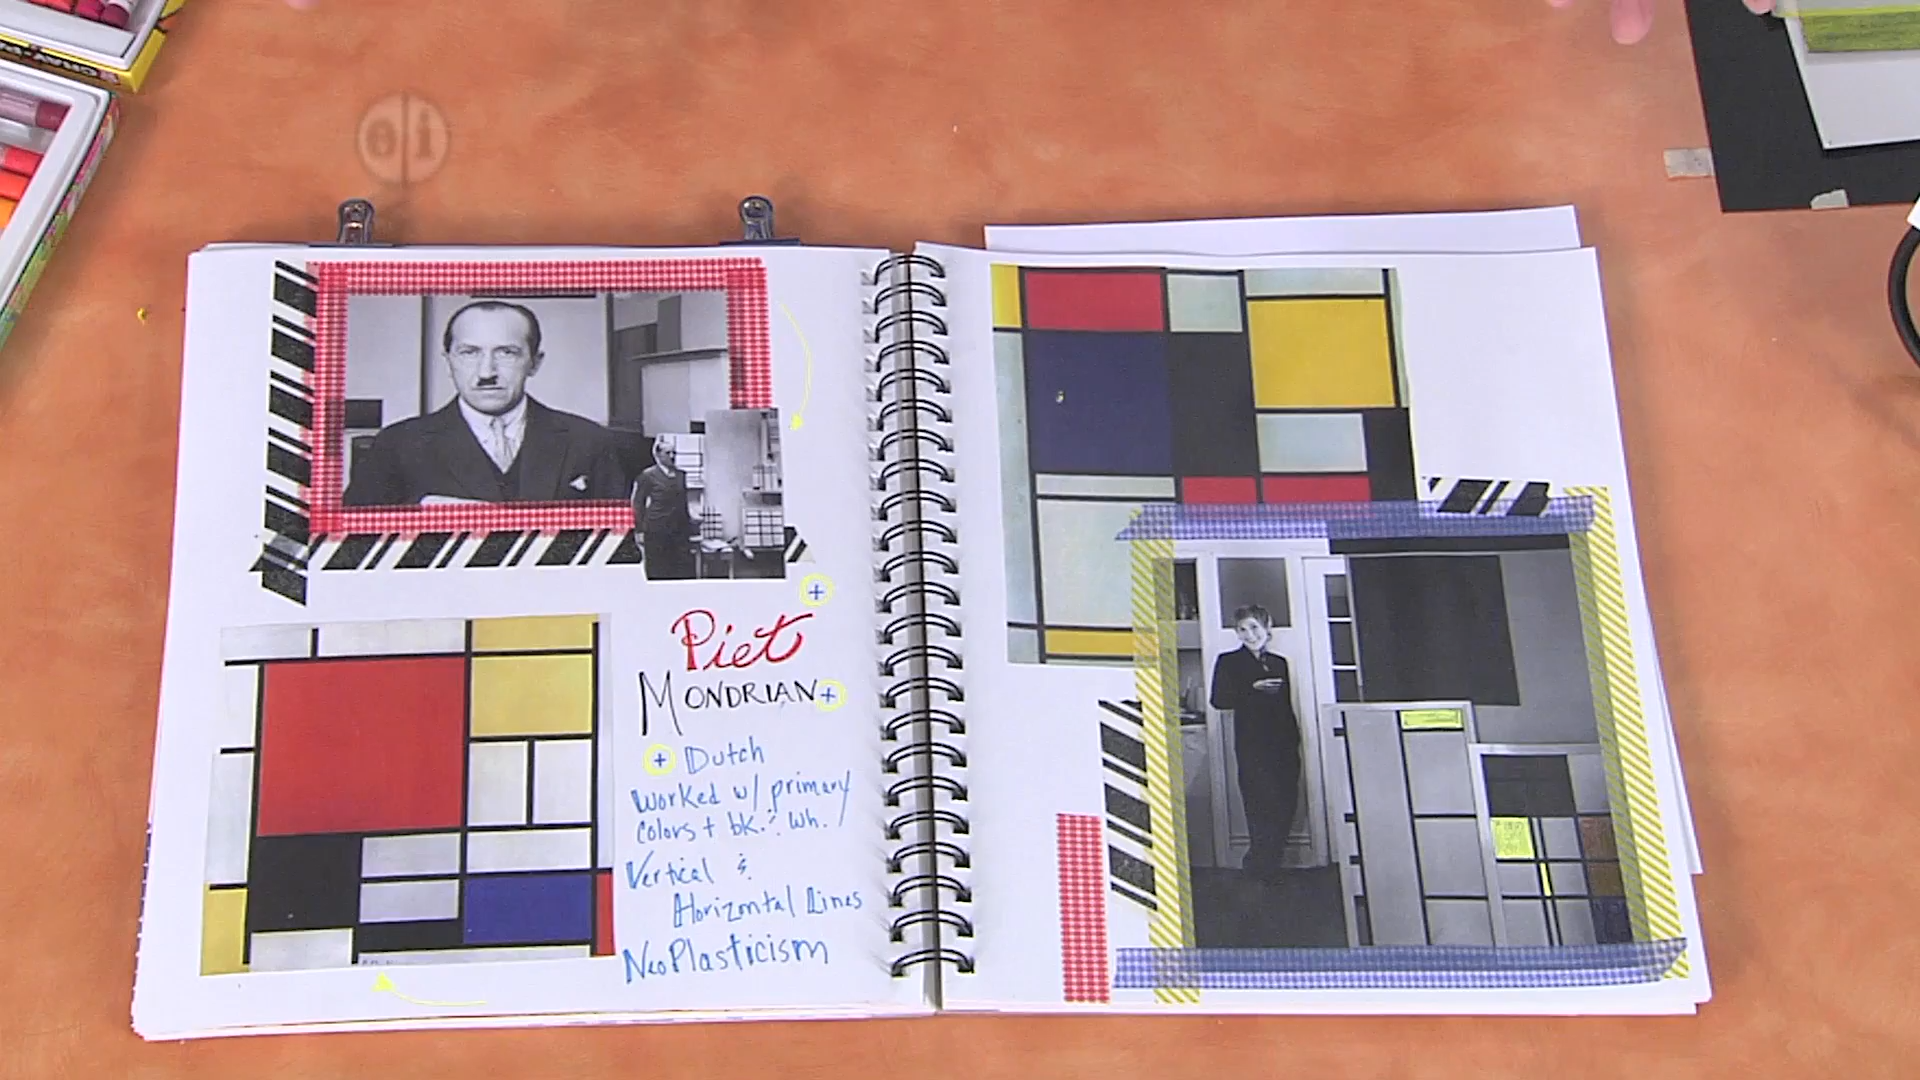 Piet
MONDRIAN
Dutch
Worked w/ primary
colors + bk. & Wh.
Vertical &
Horizontal Lines
NeoPlasticism